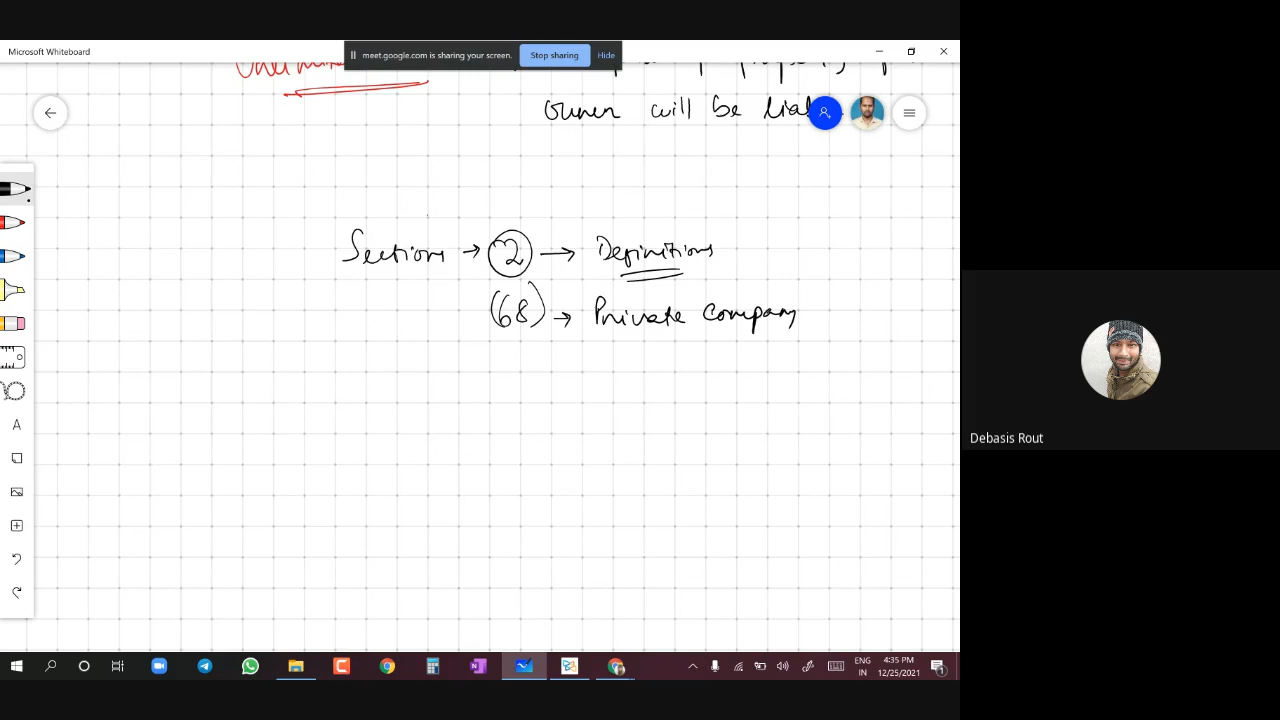 Microsoft Whiteboard
meet.google.com is sharing your screen.
Stop sharing
Hide
owner will be
Section → 2 → Definitions
(68) → Private company
A
Debasis Rout
ENG
IN
4:35 PM
12/25/2021
1